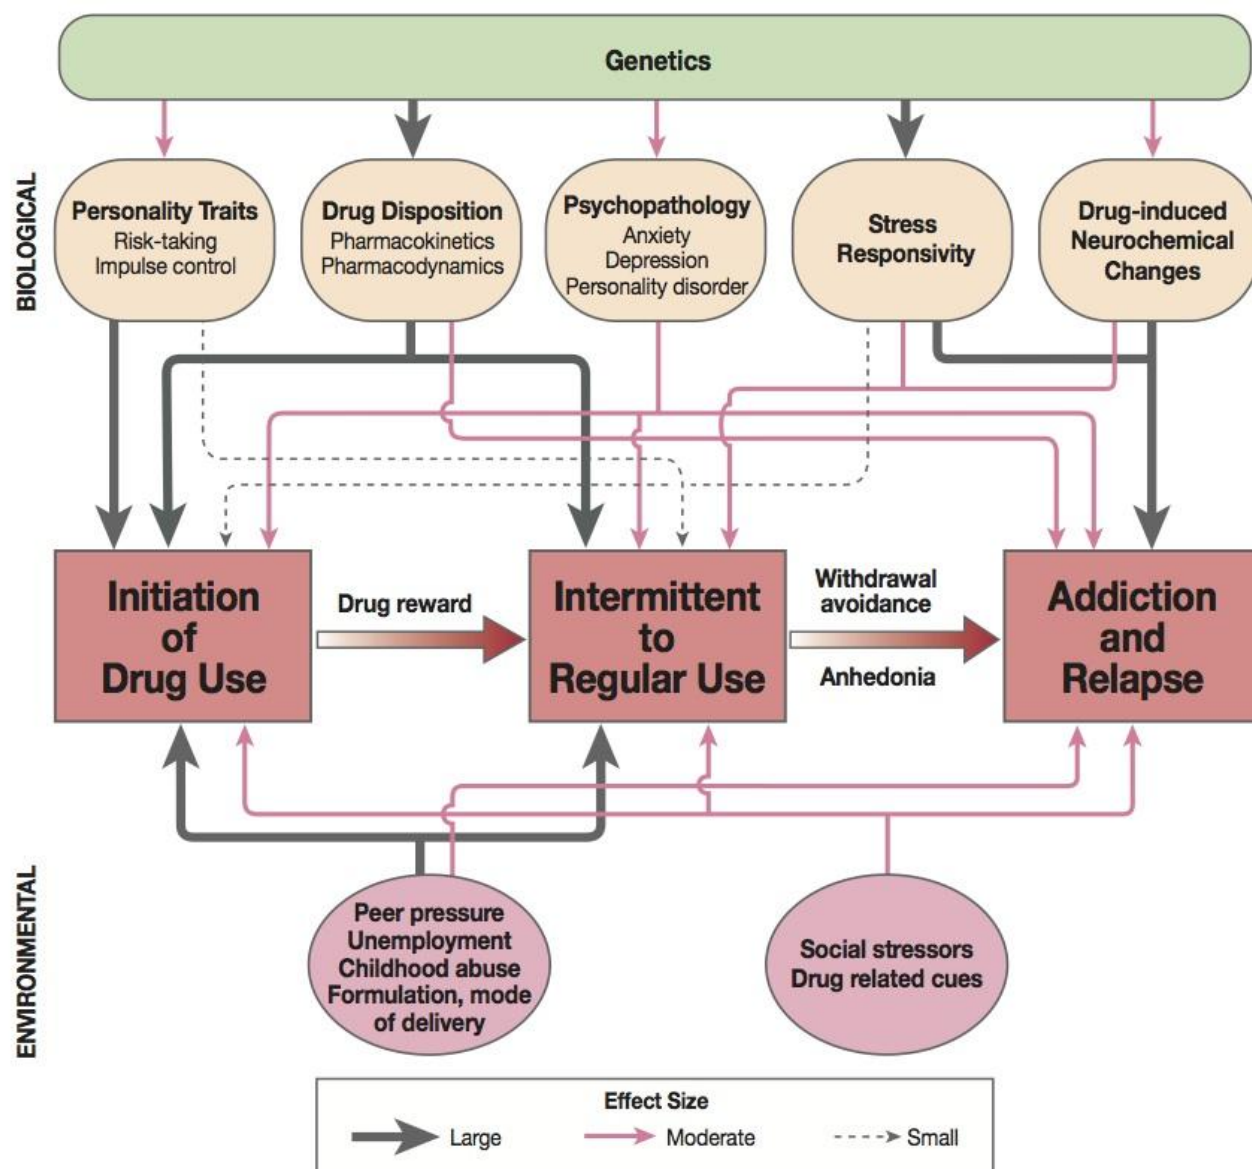 Genetics
BIOLOGICAL
Personality Traits
Risk-taking
Impulse control
Drug Disposition
Pharmacokinetics
Pharmacodynamics
Psychopathology
Anxiety
Depression
Personality disorder
Stress
Responsivity
Drug-induced
Neurochemical
Changes
Initiation
of
Drug Use
Drug reward
Intermittent
to
Regular Use
Withdrawal
avoidance
Anhedonia
Addiction
and
Relapse
ENVIRONMENTAL
Peer pressure
Unemployment
Childhood abuse
Formulation, mode
of delivery
Social stressors
Drug related cues
Effect Size
Large
Moderate
Small